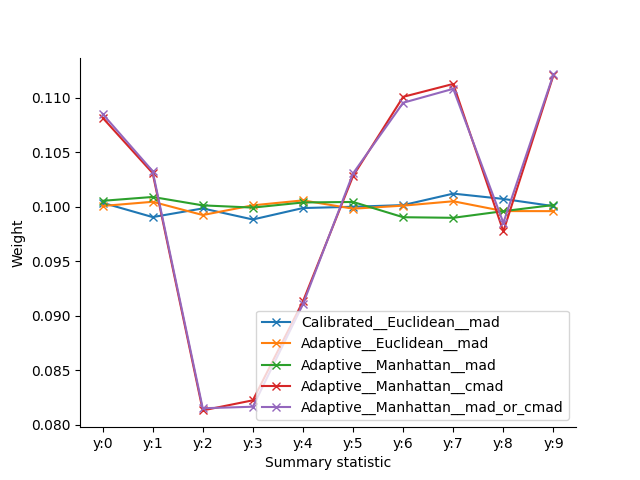 0.110
0.105
0.100
0.095
0.090
0.085
0.080
Weight
Calibrated__Euclidean__mad
Adaptive__Euclidean__mad
Adaptive__Manhattan__mad
Adaptive__Manhattan__cmad
Adaptive__Manhattan__mad_or_cmad
y:0 y:1 y:2 y:3 y:4 y:5 y:6 y:7 y:8 y:9
Summary statistic